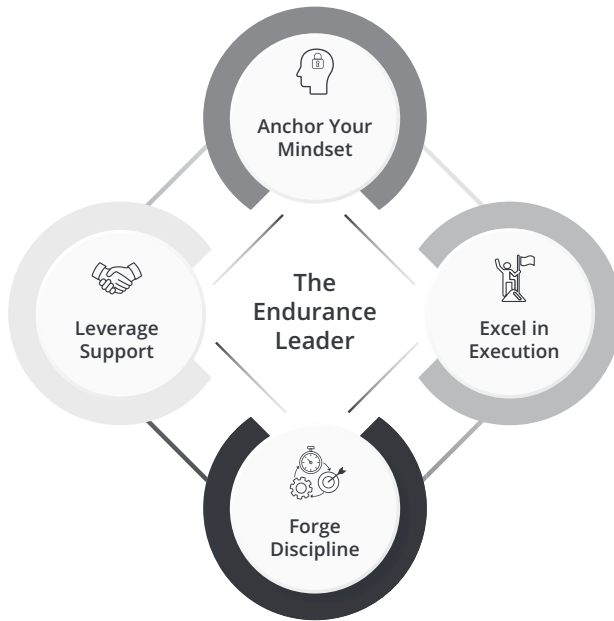 Anchor Your
Mindset
The
Endurance
Leader
Leverage
Support
Excel in
Execution
Forge
Discipline